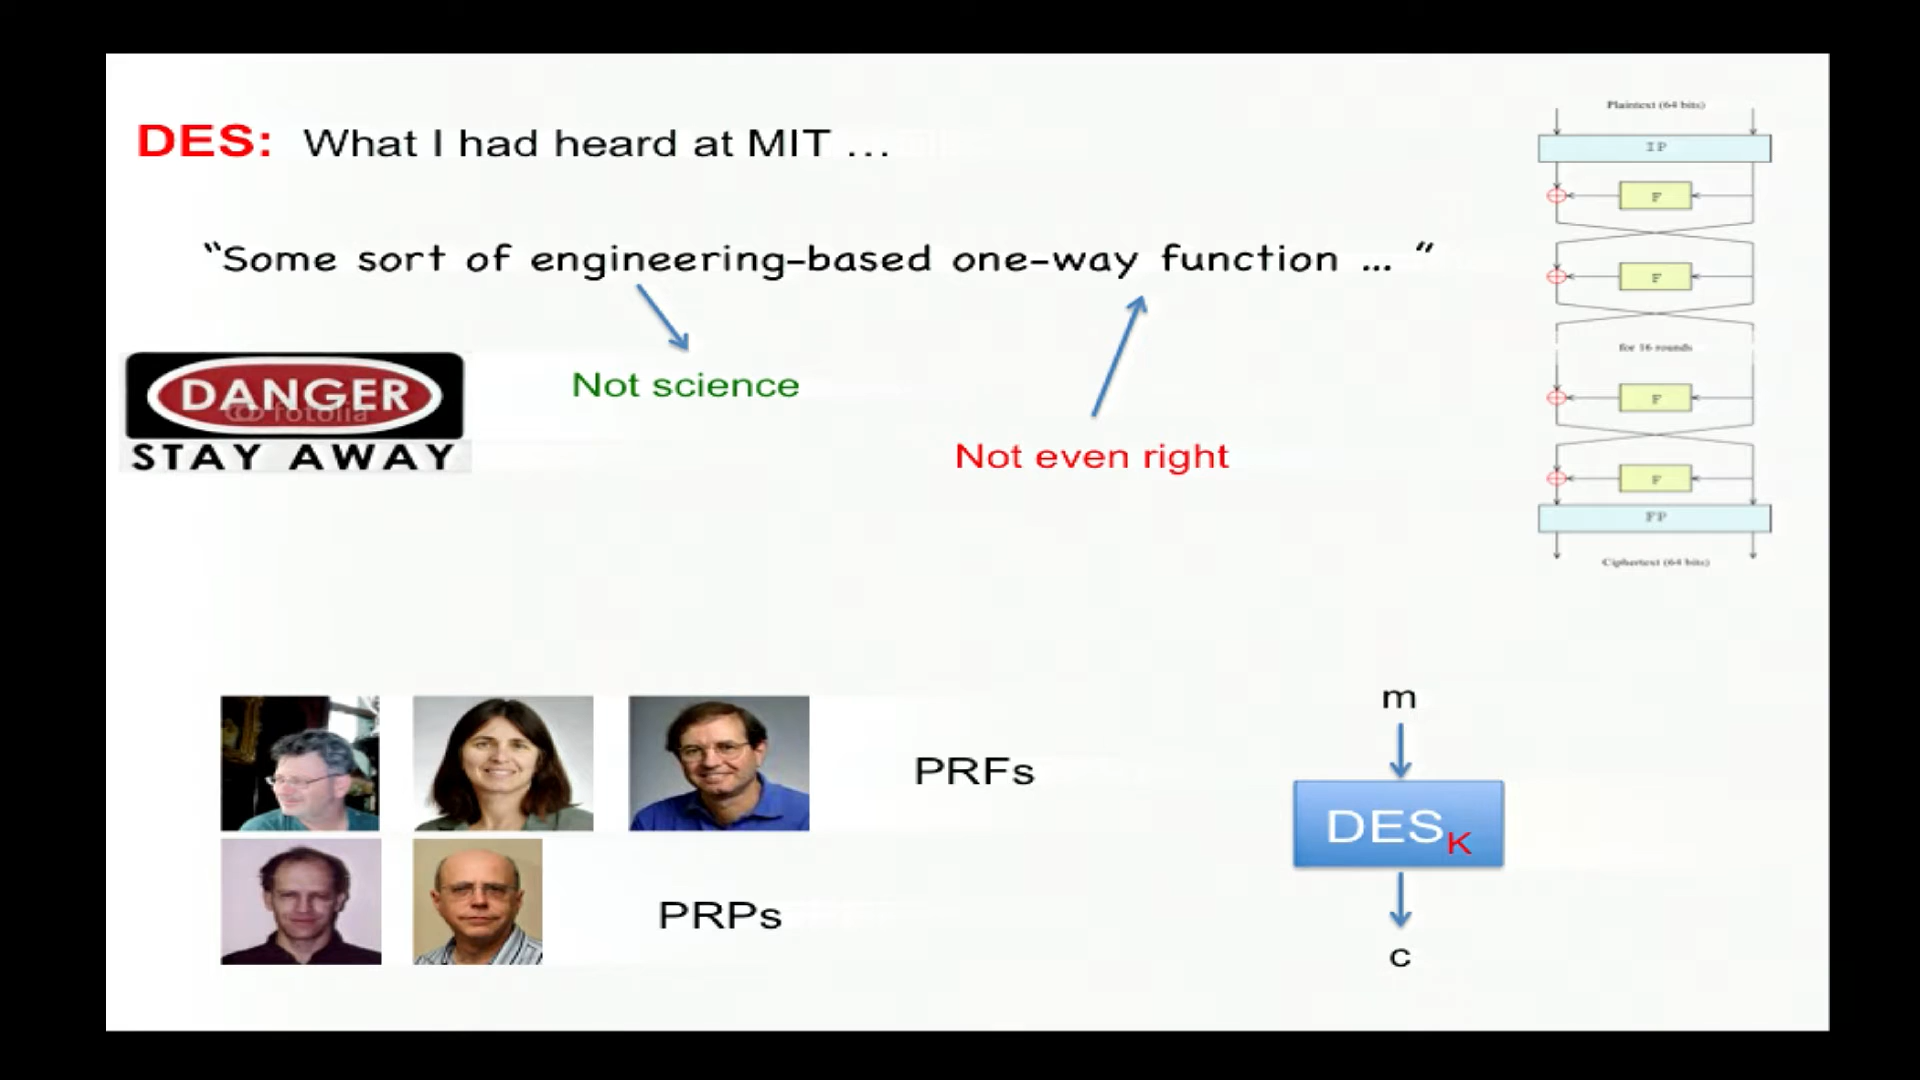 DES: What I had heard at MIT ...
"Some sort of engineering-based one-way function ... "
DANGER
fotolia
STAY AWAY
Not science
Not even right
Plaintext (64 bits)
IP
F
F
for 16 rounds
F
F
FP
Ciphertext (64 bits)
PRFs
PRPs
m
DESK
c